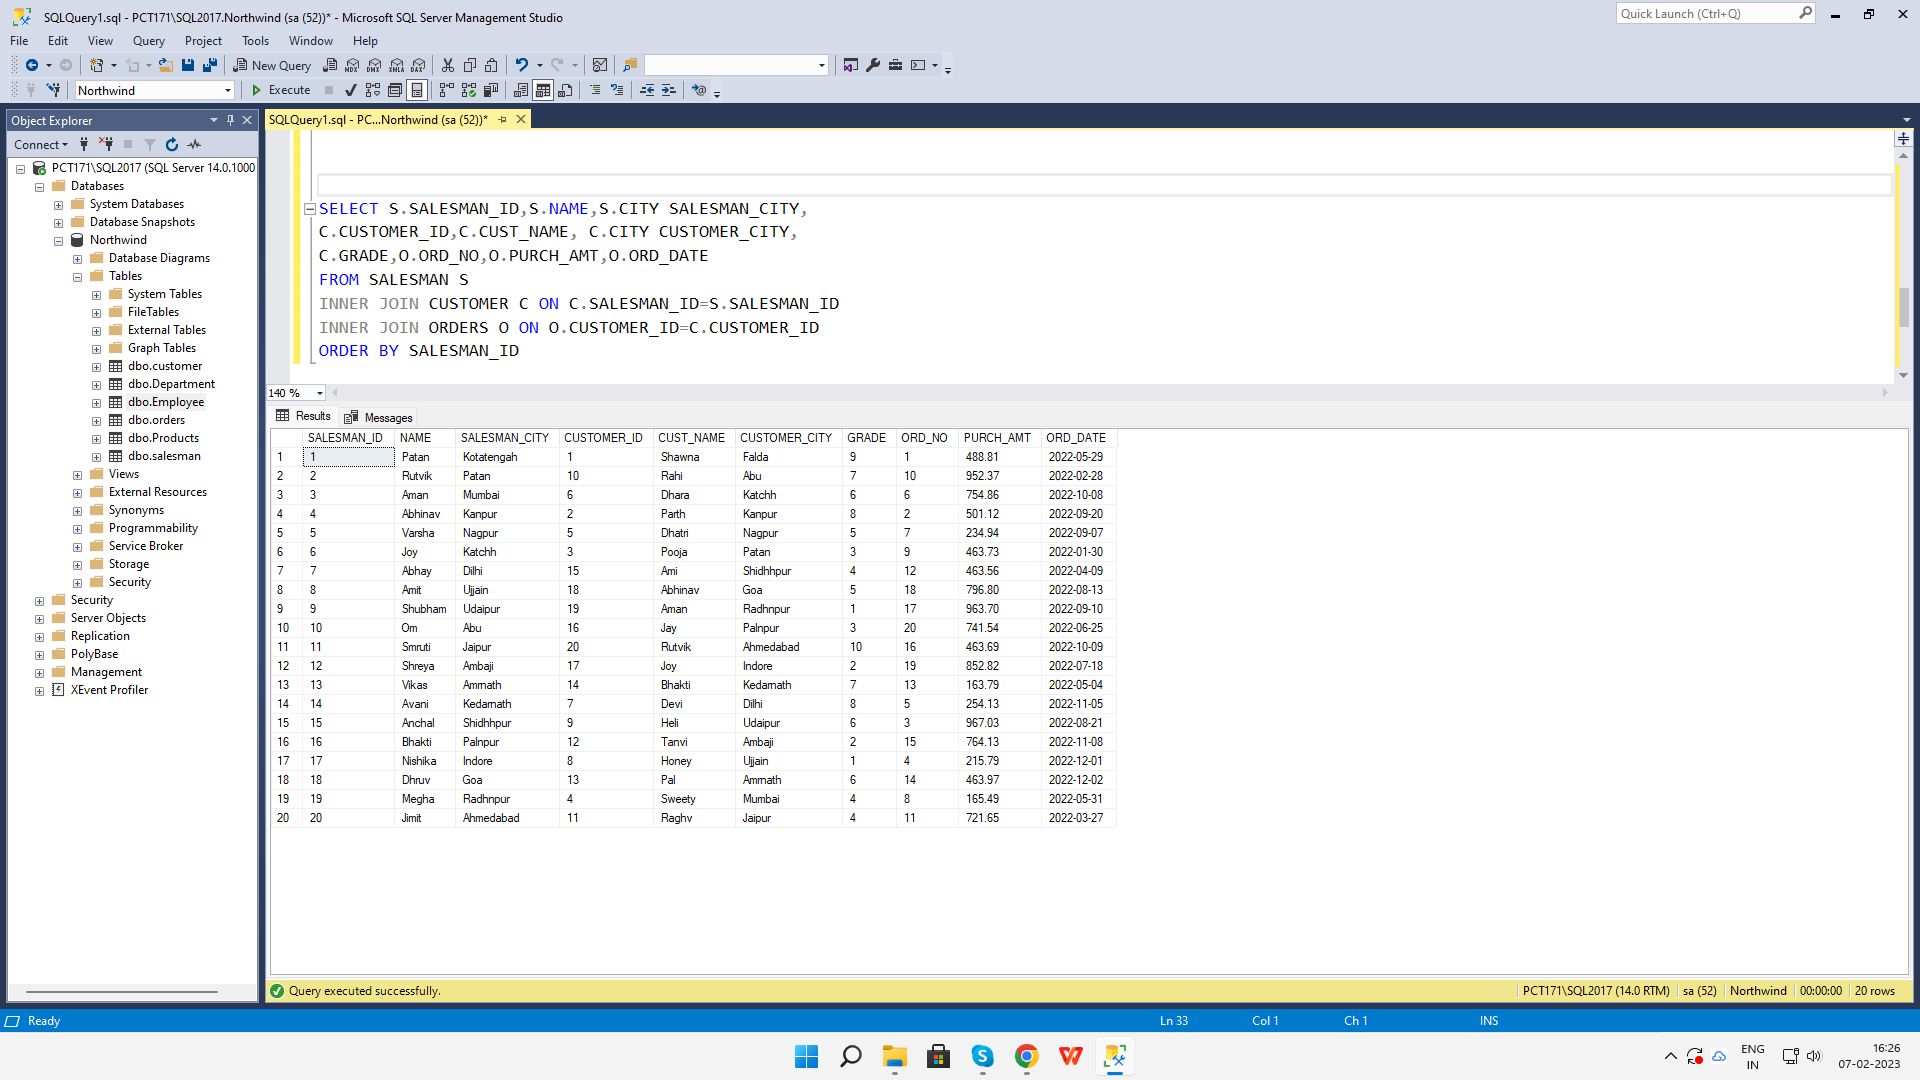 SQLQuery1.sql - PCT171\SQL2017.Northwind (sa (52))* - Microsoft SQL Server Management Studio
Quick Launch (Ctrl+Q)
File Edit View Query Project Tools Window Help
New Query MDX DMX XMLA DAX
Northwind Execute
Object Explorer
SQLQuery1.sql - PC...Northwind (sa (52))*
Connect
PCT171\SQL2017 (SQL Server 14.0.1000
Databases
System Databases
Database Snapshots
Northwind
Database Diagrams
Tables
System Tables
FileTables
External Tables
Graph Tables
dbo.customer
dbo.Department
dbo.Employee
dbo.orders
dbo.Products
dbo.salesman
Views
External Resources
Synonyms
Programmability
Service Broker
Storage
Security
Security
Server Objects
Replication
PolyBase
Management
XEvent Profiler
SELECT S.SALESMAN_ID,S.NAME,S.CITY SALESMAN_CITY,
C.CUSTOMER_ID,C.CUST_NAME, C.CITY CUSTOMER_CITY,
C.GRADE,O.ORD_NO,O.PURCH_AMT,O.ORD_DATE
FROM SALESMAN S
INNER JOIN CUSTOMER C ON C.SALESMAN_ID=S.SALESMAN_ID
INNER JOIN ORDERS O ON O.CUSTOMER_ID=C.CUSTOMER_ID
ORDER BY SALESMAN_ID
140 %
Results Messages
SALESMAN_ID NAME SALESMAN_CITY CUSTOMER_ID CUST_NAME CUSTOMER_CITY GRADE ORD_NO PURCH_AMT ORD_DATE
1 1 Patan Kotatengah 1 Shawna Falda 9 1 488.81 2022-05-29
2 2 Rutvik Patan 10 Rahi Abu 7 10 952.37 2022-02-28
3 3 Aman Mumbai 6 Dhara Katchh 6 6 754.86 2022-10-08
4 4 Abhinav Kanpur 2 Parth Kanpur 8 2 501.12 2022-09-20
5 5 Varsha Nagpur 5 Dhatri Nagpur 5 7 234.94 2022-09-07
6 6 Joy Katchh 3 Pooja Patan 3 9 463.73 2022-01-30
7 7 Abhay Dilhi 15 Ami Shidhhpur 4 12 463.56 2022-04-09
8 8 Amit Ujjain 18 Abhinav Goa 5 18 796.80 2022-08-13
9 9 Shubham Udaipur 19 Aman Radhnpur 1 17 963.70 2022-09-10
10 10 Om Abu 16 Jay Palnpur 3 20 741.54 2022-06-25
11 11 Smruti Jaipur 20 Rutvik Ahmedabad 10 16 463.69 2022-10-09
12 12 Shreya Ambaji 17 Joy Indore 2 19 852.82 2022-07-18
13 13 Vikas Amrnath 14 Bhakti Kedarnath 7 13 163.79 2022-05-04
14 14 Avani Kedarnath 7 Devi Dilhi 8 5 254.13 2022-11-05
15 15 Anchal Shidhhpur 9 Heli Udaipur 6 3 967.03 2022-08-21
16 16 Bhakti Palnpur 12 Tanvi Ambaji 2 15 764.13 2022-11-08
17 17 Nishika Indore 8 Honey Ujjain 1 4 215.79 2022-12-01
18 18 Dhruv Goa 13 Pal Amrnath 6 14 463.97 2022-12-02
19 19 Megha Radhnpur 4 Sweety Mumbai 4 8 165.49 2022-05-31
20 20 Jimit Ahmedabad 11 Raghv Jaipur 4 11 721.65 2022-03-27
Query executed successfully. PCT171\SQL2017 (14.0 RTM) sa (52) Northwind 00:00:00 20 rows
Ready Ln 33 Col 1 Ch 1 INS
ENG
IN
16:26
07-02-2023